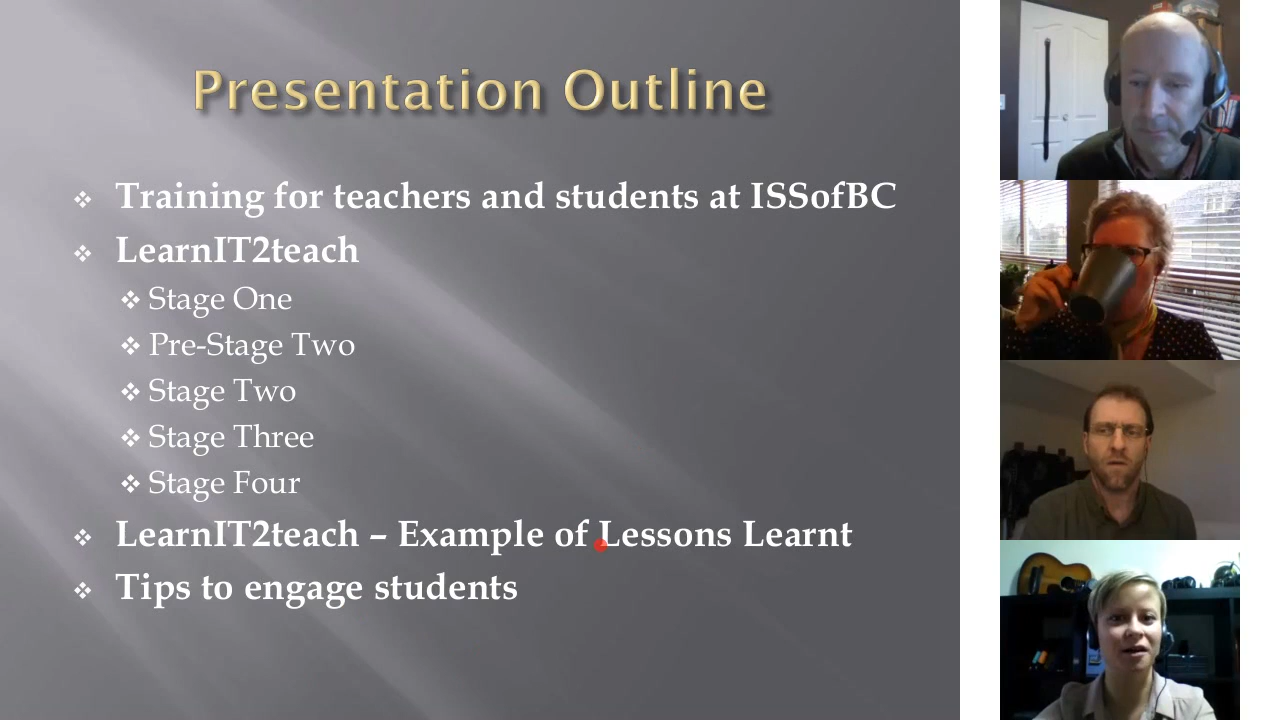 Presentation Outline
Training for teachers and students at ISSofBC
LearnIT2teach
Stage One
Pre-Stage Two
Stage Two
Stage Three
Stage Four
LearnIT2teach – Example of Lessons Learnt
Tips to engage students